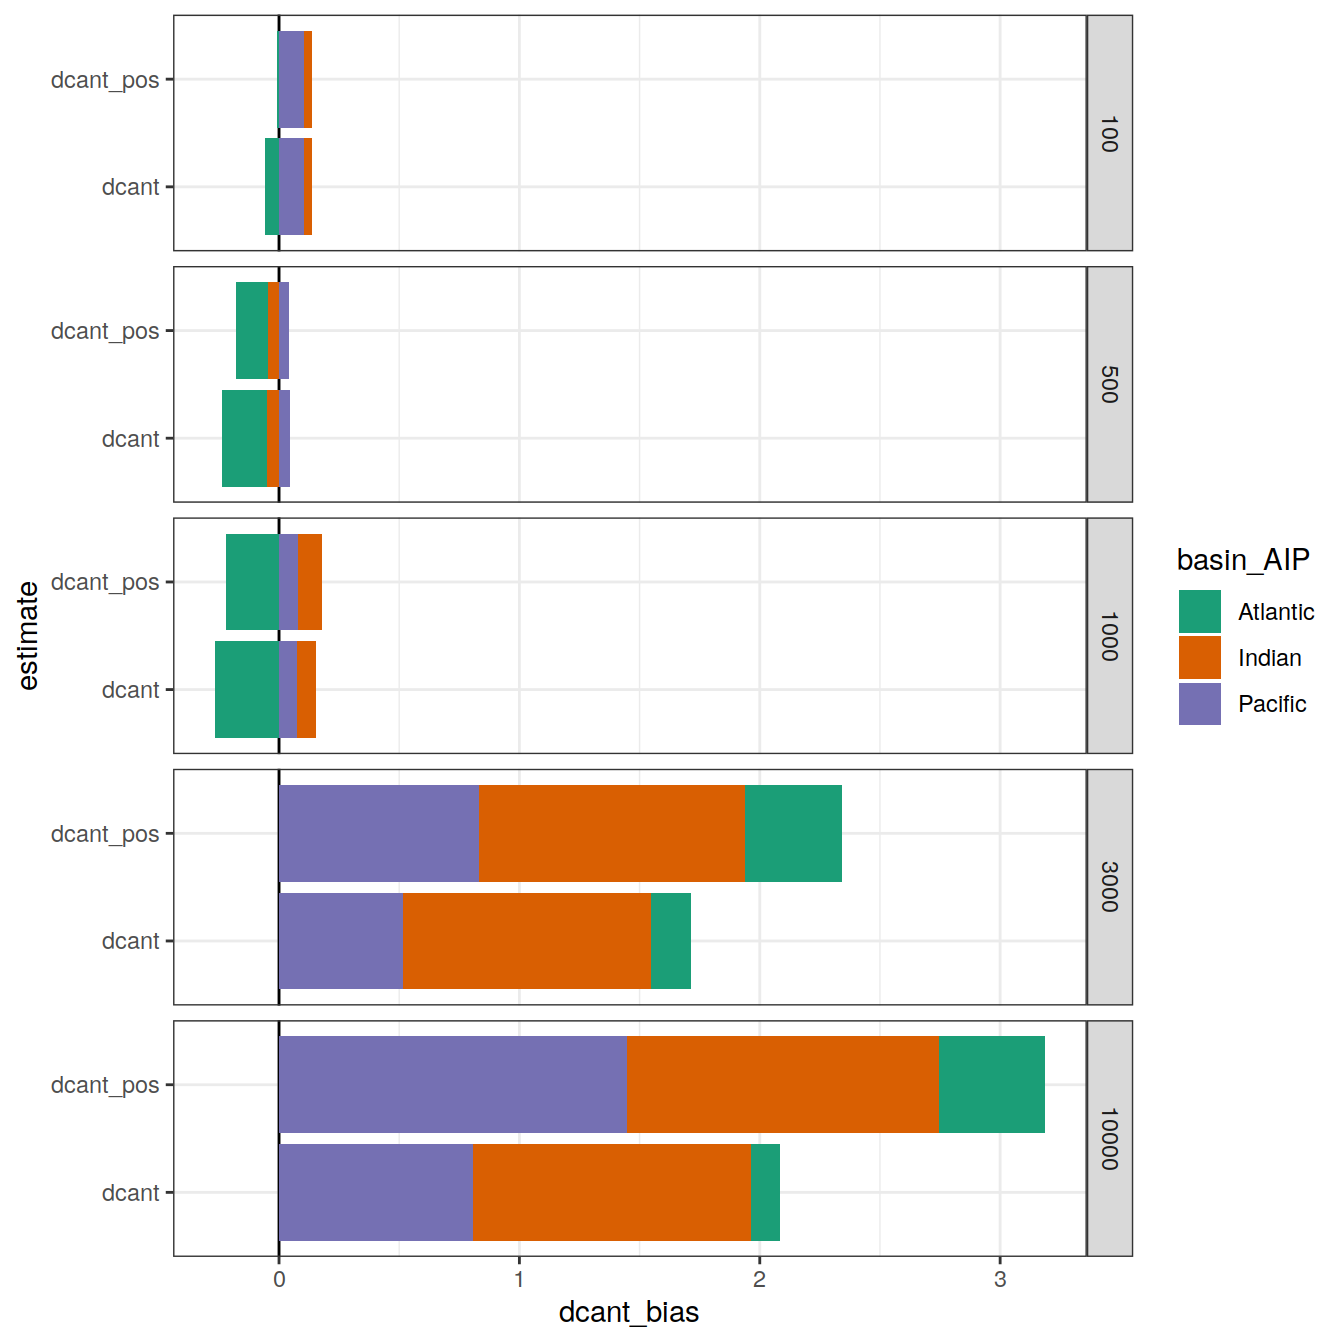 dcant_pos
dcant
100
dcant_pos
dcant
500
dcant_pos
dcant
1000
dcant_pos
dcant
3000
dcant_pos
dcant
10000
estimate
0 1 2 3
dcant_bias
basin_AIP
Atlantic
Indian
Pacific